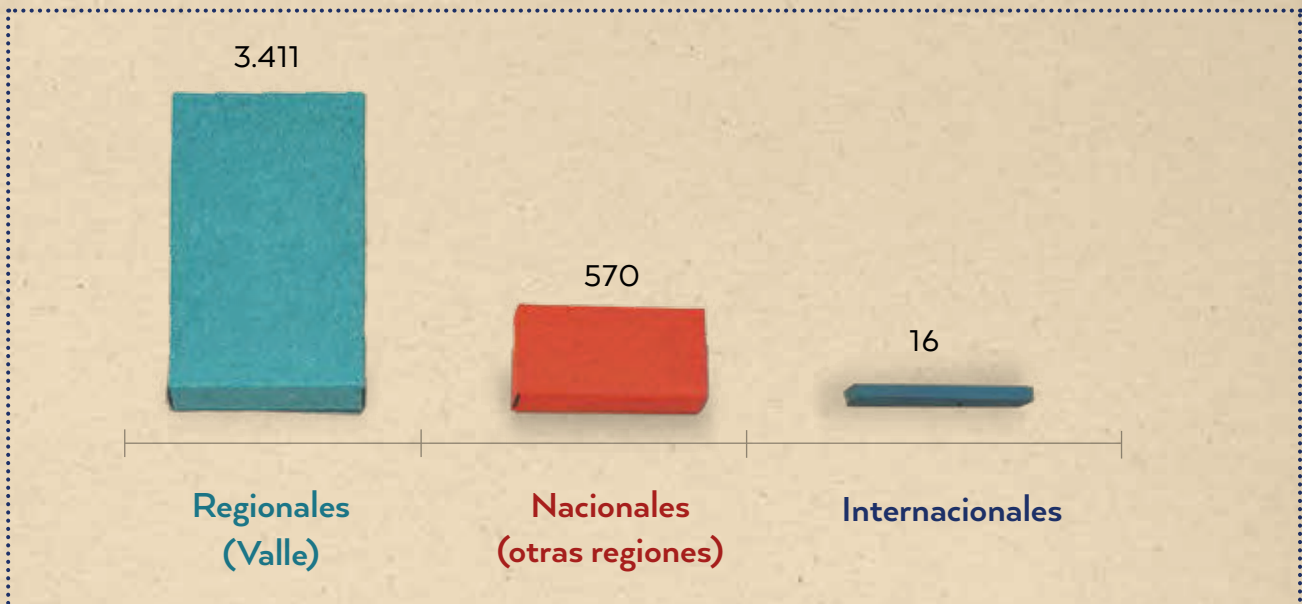 3.411
570
16
Regionales
(Valle)
Nacionales
(otras regiones)
Internacionales